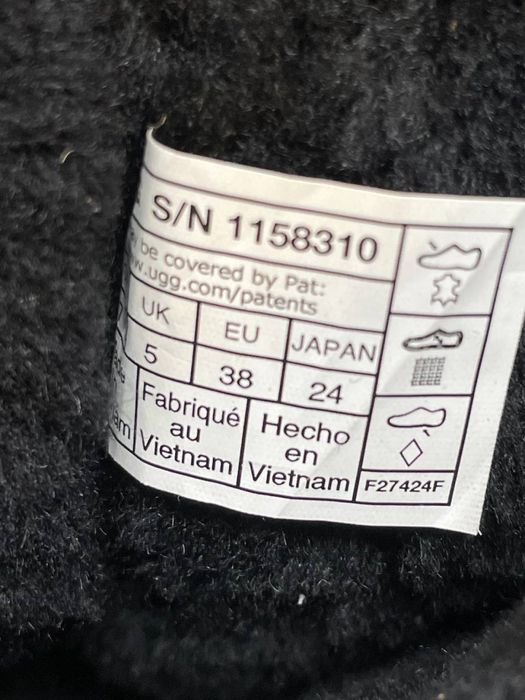 S/N 1158310
be covered by Pat:
.ugg.com/patents
UK EU JAPAN
7 5 38 24
Fabriqué au Vietnam
Hecho en Vietnam
F27424F